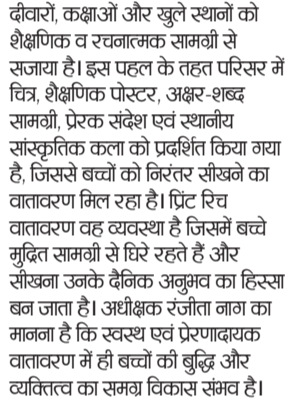 दीवारों, कक्षाओं और खुले स्थानों को
शैक्षणिक व रचनात्मक सामग्री से
सजाया है। इस पहल के तहत परिसर में
चित्र, शैक्षणिक पोस्टर, अक्षर-शब्द
सामग्री, प्रेरक संदेश एवं स्थानीय
सांस्कृतिक कला को प्रदर्शित किया गया
है, जिससे बच्चों को निरंतर सीखने का
वातावरण मिल रहा है। प्रिंट रिच
वातावरण वह व्यवस्था है जिसमें बच्चे
मुद्रित सामग्री से घिरे रहते हैं और
सीखना उनके दैनिक अनुभव का हिस्सा
बन जाता है। अधीक्षक रंजीता नाग का
मानना है कि स्वस्थ एवं प्रेरणादायक
वातावरण में ही बच्चों की बुद्धि और
व्यक्तित्व का समग्र विकास संभव है।